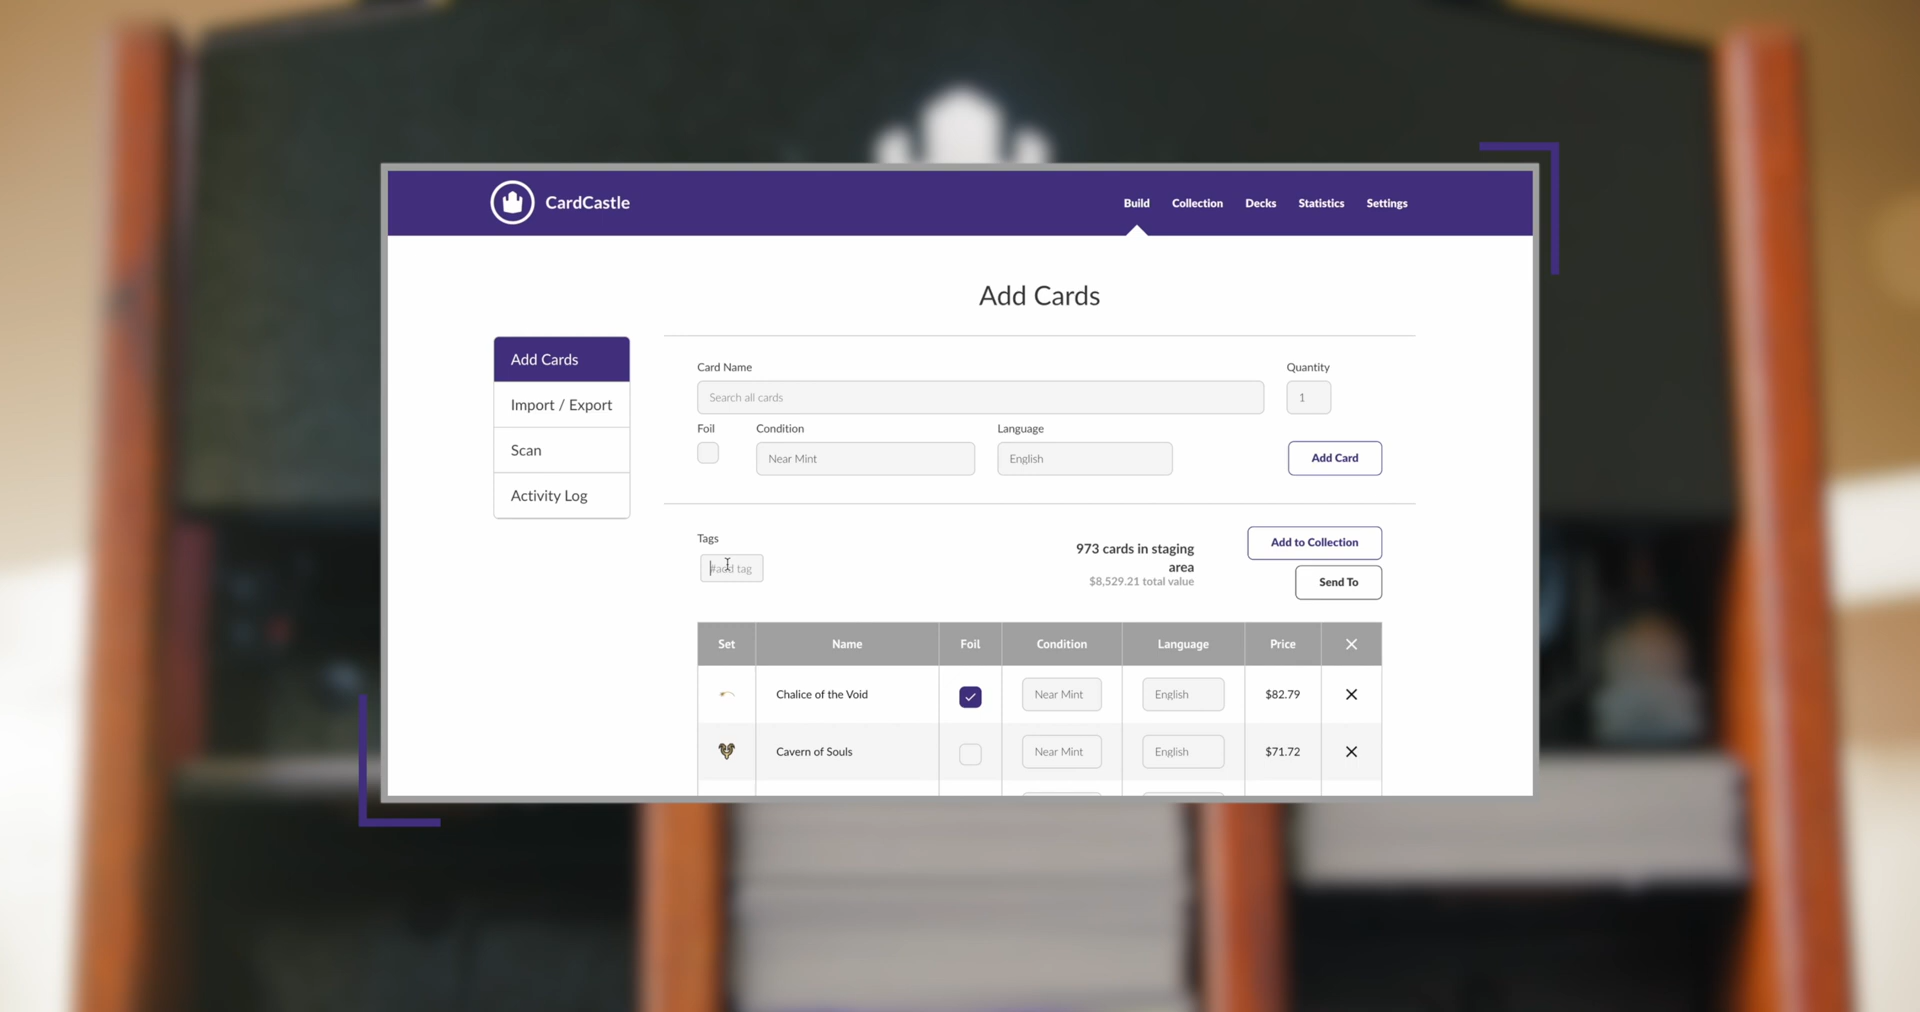 CardCastle
Build Collection Decks Statistics Settings
Add Cards
Add Cards
Import / Export
Scan
Activity Log
Card Name Quantity
Search all cards 1
Foil Condition Language
Near Mint English Add Card
Tags
#add tag
973 cards in staging
area
$8,529.21 total value
Add to Collection
Send To
Set Name Foil Condition Language Price
Chalice of the Void Near Mint English $82.79
Cavern of Souls Near Mint English $71.72